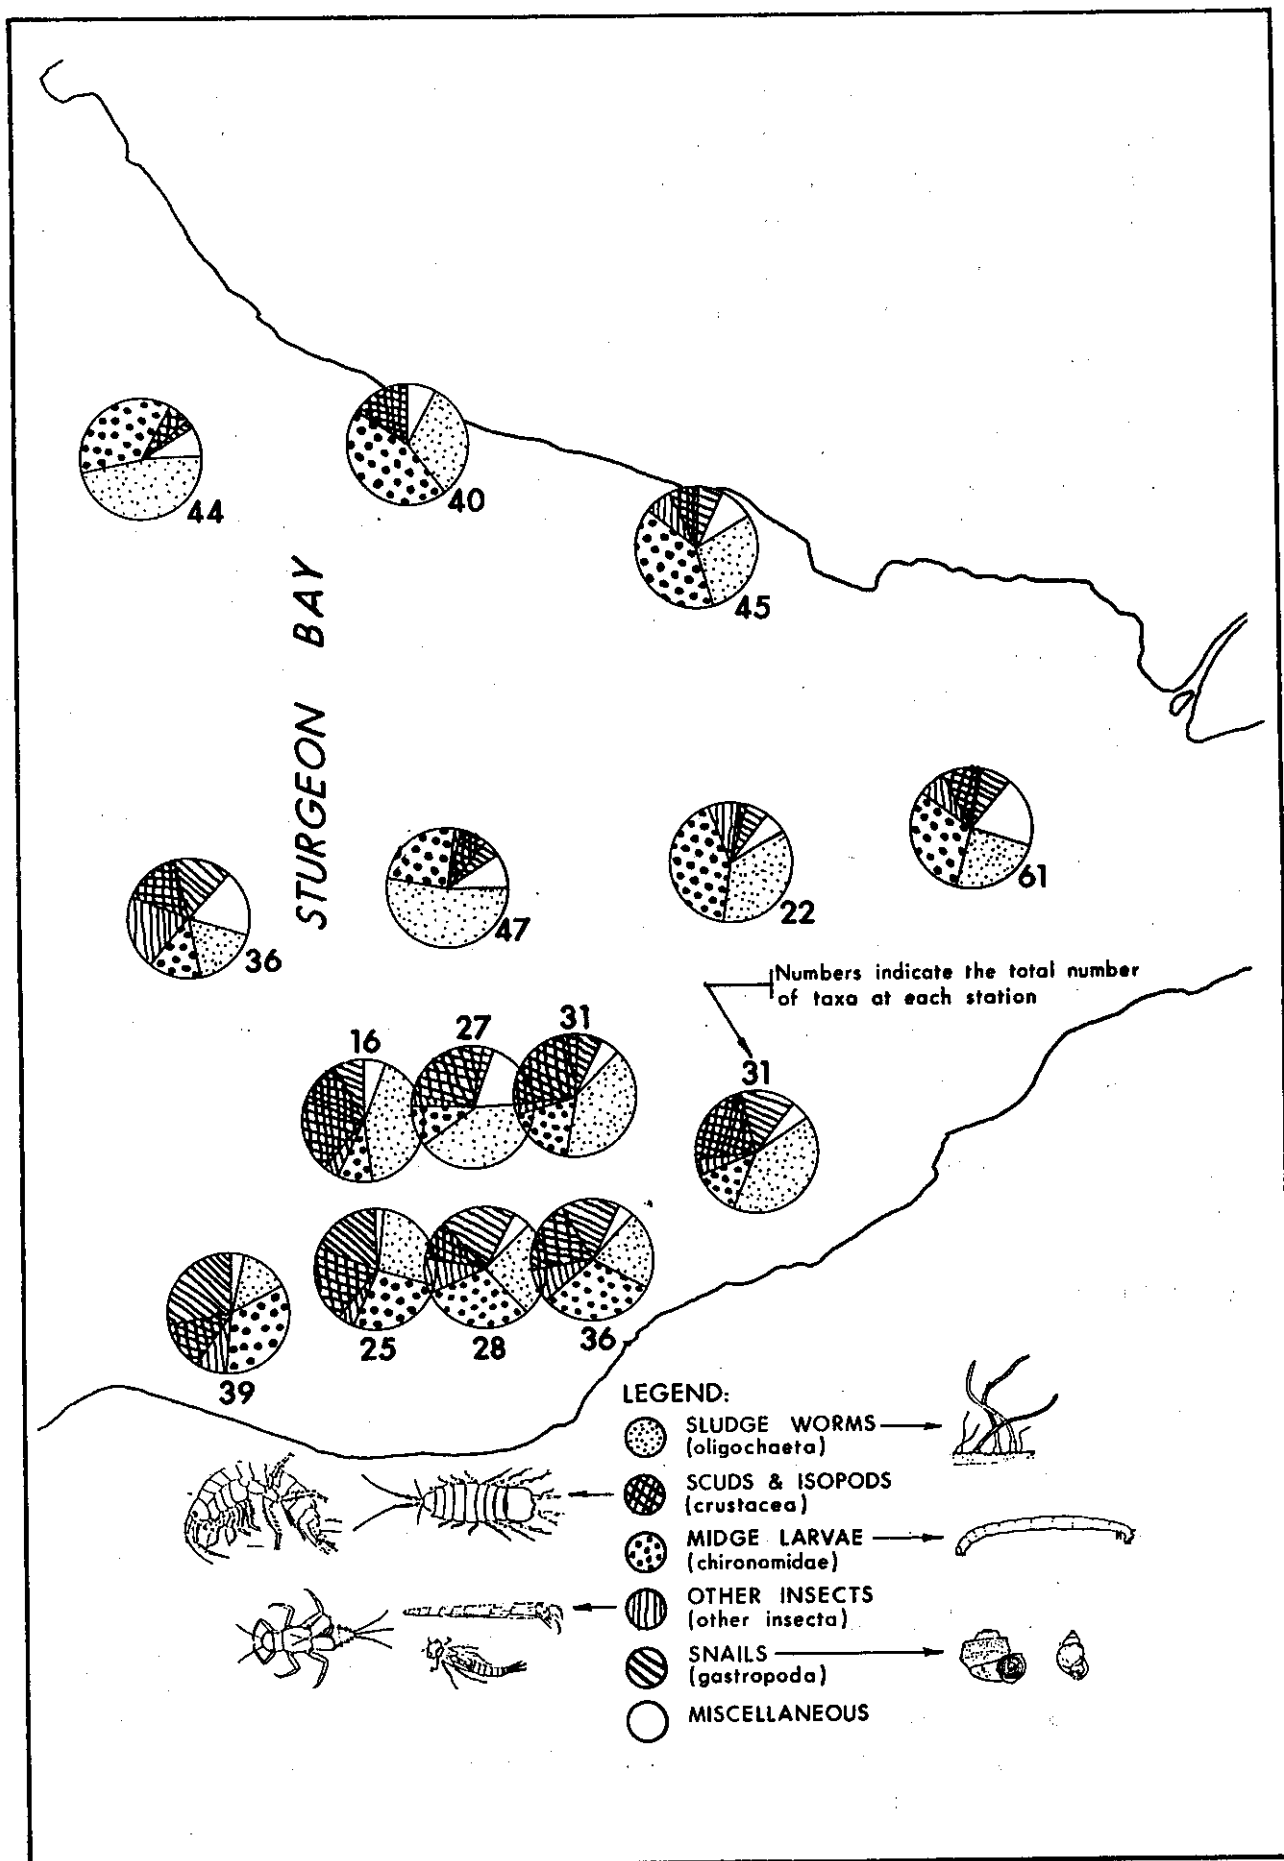 44
40
45
STURGEON BAY
61
22
47
36
Numbers indicate the total number
of taxa at each station
16
27
31
31
39
25
28
36
LEGEND:
SLUDGE WORMS
(oligochaeta)
SCUDS & ISOPODS
(crustacea)
MIDGE LARVAE
(chironomidae)
OTHER INSECTS
(other insecta)
SNAILS
(gastropoda)
MISCELLANEOUS